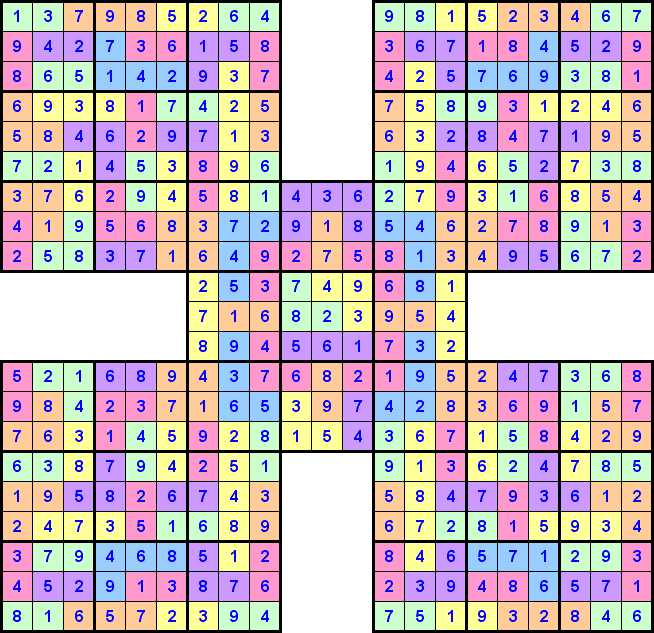 1 3 7 9 8 5 2 6 4 9 8 1 5 2 3 4 6 7
9 4 2 7 3 6 1 5 8 3 6 7 1 8 4 5 2 9
8 6 5 1 4 2 9 3 7 4 2 5 7 6 9 3 8 1
6 9 3 8 1 7 4 2 5 7 5 8 9 3 1 2 4 6
5 8 4 6 2 9 7 1 3 6 3 2 8 4 7 1 9 5
7 2 1 4 5 3 8 9 6 1 9 4 6 5 2 7 3 8
3 7 6 2 9 4 5 8 1 4 3 6 2 7 9 3 1 6 8 5 4
4 1 9 5 6 8 3 7 2 9 1 8 5 4 6 2 7 8 9 1 3
2 5 8 3 7 1 6 4 9 2 7 5 8 1 3 4 9 5 6 7 2
2 5 3 7 4 9 6 8 1
7 1 6 8 2 3 9 5 4
8 9 4 5 6 1 7 3 2
5 2 1 6 8 9 4 3 7 6 8 2 1 9 5 2 4 7 3 6 8
9 8 4 2 3 7 1 6 5 3 9 7 4 2 8 3 6 9 1 5 7
7 6 3 1 4 5 9 2 8 1 5 4 3 6 7 1 5 8 4 2 9
6 3 8 7 9 4 2 5 1 9 1 3 6 2 4 7 8 5
1 9 5 8 2 6 7 4 3 5 8 4 7 9 3 6 1 2
2 4 7 3 5 1 6 8 9 6 7 2 8 1 5 9 3 4
3 7 9 4 6 8 5 1 2 8 4 6 5 7 1 2 9 3
4 5 2 9 1 3 8 7 6 2 3 9 4 8 6 5 7 1
8 1 6 5 7 2 3 9 4 7 5 1 9 3 2 8 4 6